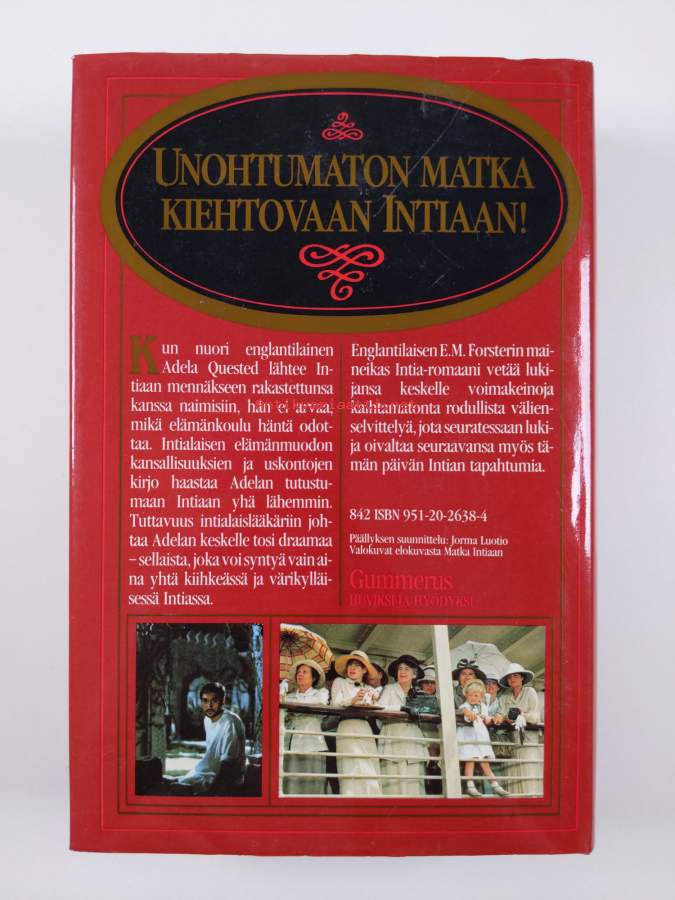 UNOHTUMATON MATKA
KIEHTOVAAN INTIAAN!
Kun nuori englantilainen
Adela Quested lähtee In-
tiaan mennäkseen rakastettunsa
kanssa naimisiin, hän ei arvaa,
mikä elämänkoulu häntä odot-
taa. Intialaisen elämänmuodon
kansallisuuksien ja uskontojen
kirjo haastaa Adelan tutustu-
maan Intiaan yhä lähemmin.
Tuttavuus intialaislääkäriin joh-
taa Adelan keskelle tosi draamaa
– sellaista, joka voi syntyä vain ai-
na yhtä kiihkeässä ja värikylläi-
sessä Intiassa.
Englantilaisen E.M. Forsterin mai-
neikas Intia-romaani vetää luki-
jansa keskelle voimakeinoja
kaihtamatonta rodullista välien-
selvittelyä, jota seuratessaan luki-
ja oivaltaa seuraavansa myös tä-
män päivän Intian tapahtumia.
842 ISBN 951-20-2638-4
Päällyksen suunnittelu: Jorma Luotio
Valokuvat elokuvasta Matka Intiaan
Gummerus
HUVIKSI JA HYÖDYKSI